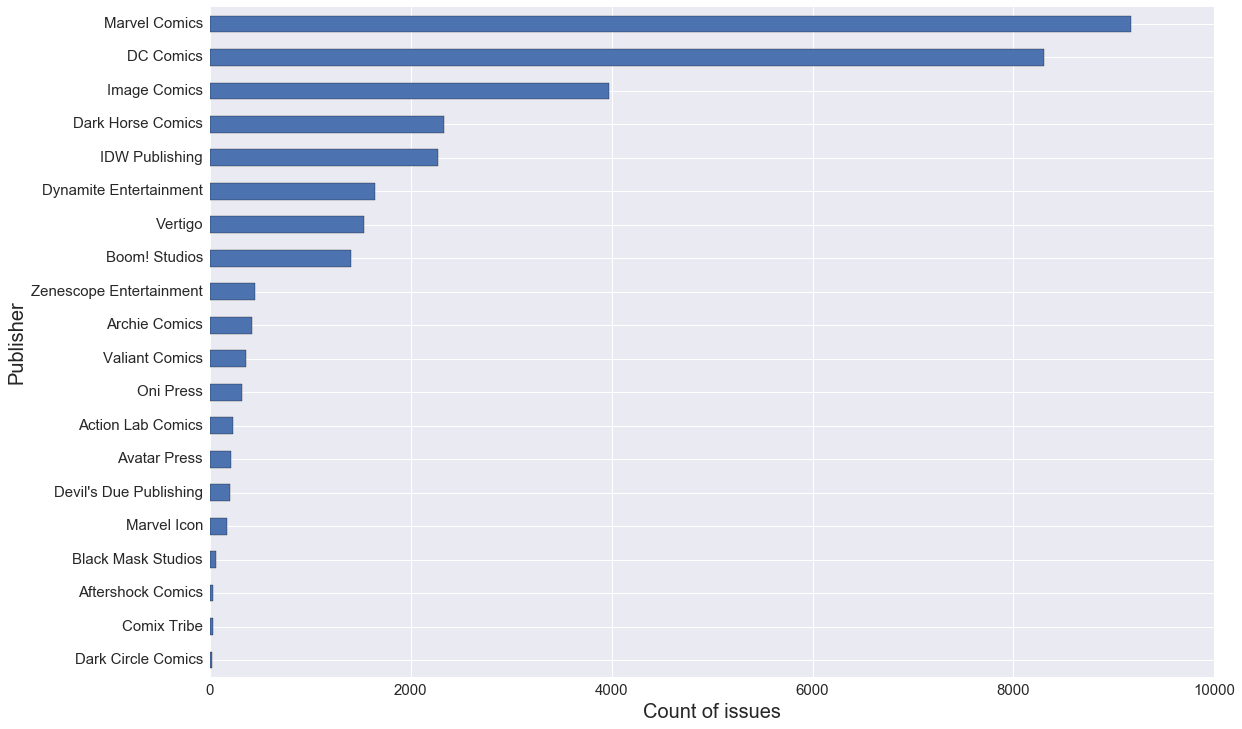 Marvel Comics
DC Comics
Image Comics
Dark Horse Comics
IDW Publishing
Dynamite Entertainment
Vertigo
Boom! Studios
Zenescope Entertainment
Archie Comics
Valiant Comics
Oni Press
Action Lab Comics
Avatar Press
Devil's Due Publishing
Marvel Icon
Black Mask Studios
Aftershock Comics
Comix Tribe
Dark Circle Comics
Publisher
0 2000 4000 6000 8000 10000
Count of issues